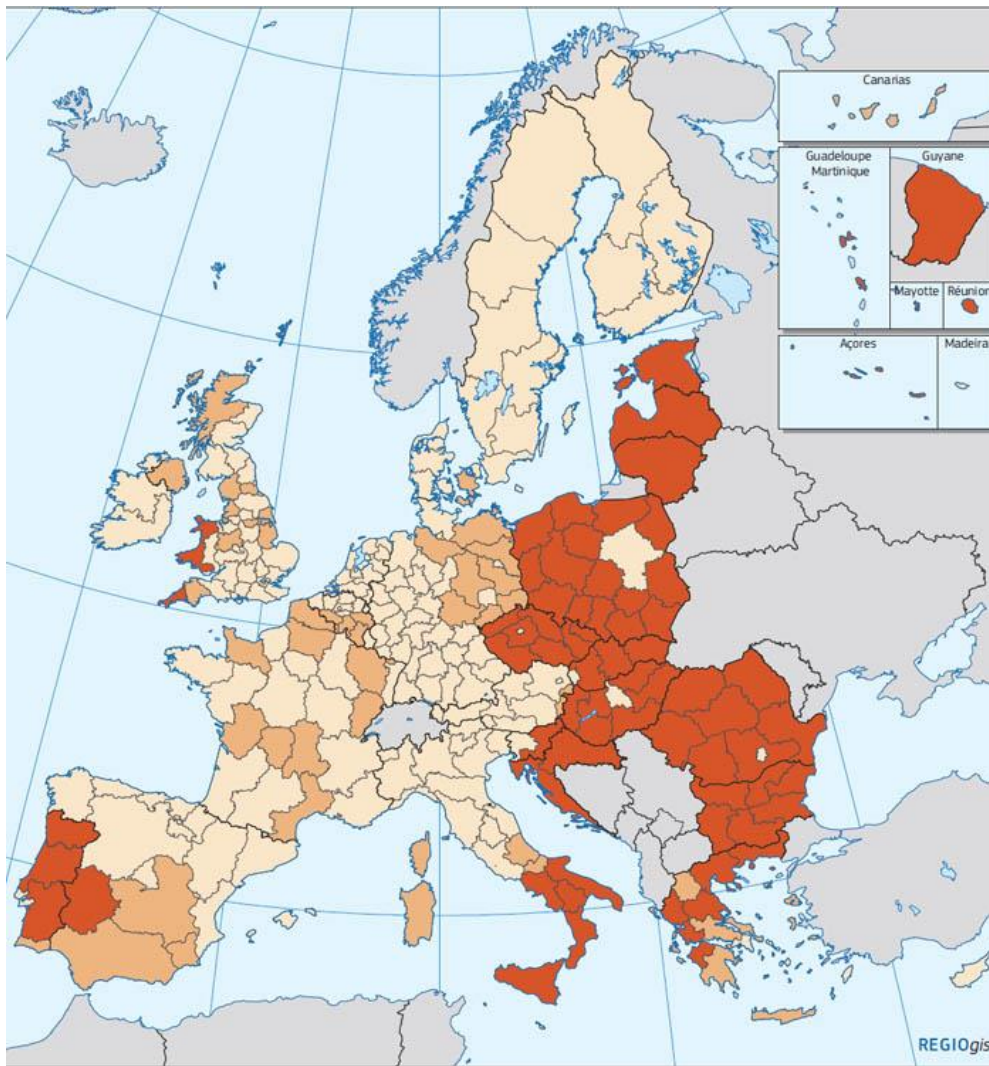 Canarias
Guadeloupe
Martinique
Guyane
Mayotte
Réunion
Açores
Madeira
REGIOgis